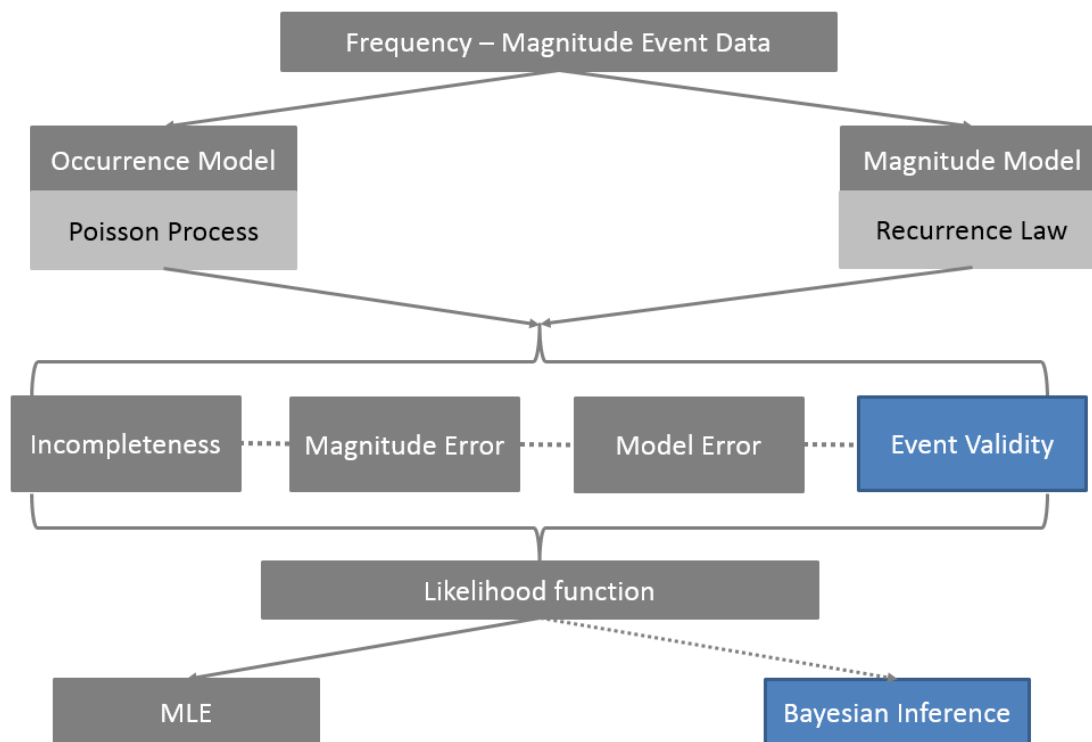 Frequency – Magnitude Event Data
Occurrence Model
Magnitude Model
Poisson Process
Recurrence Law
Incompleteness
Magnitude Error
Model Error
Event Validity
Likelihood function
MLE
Bayesian Inference